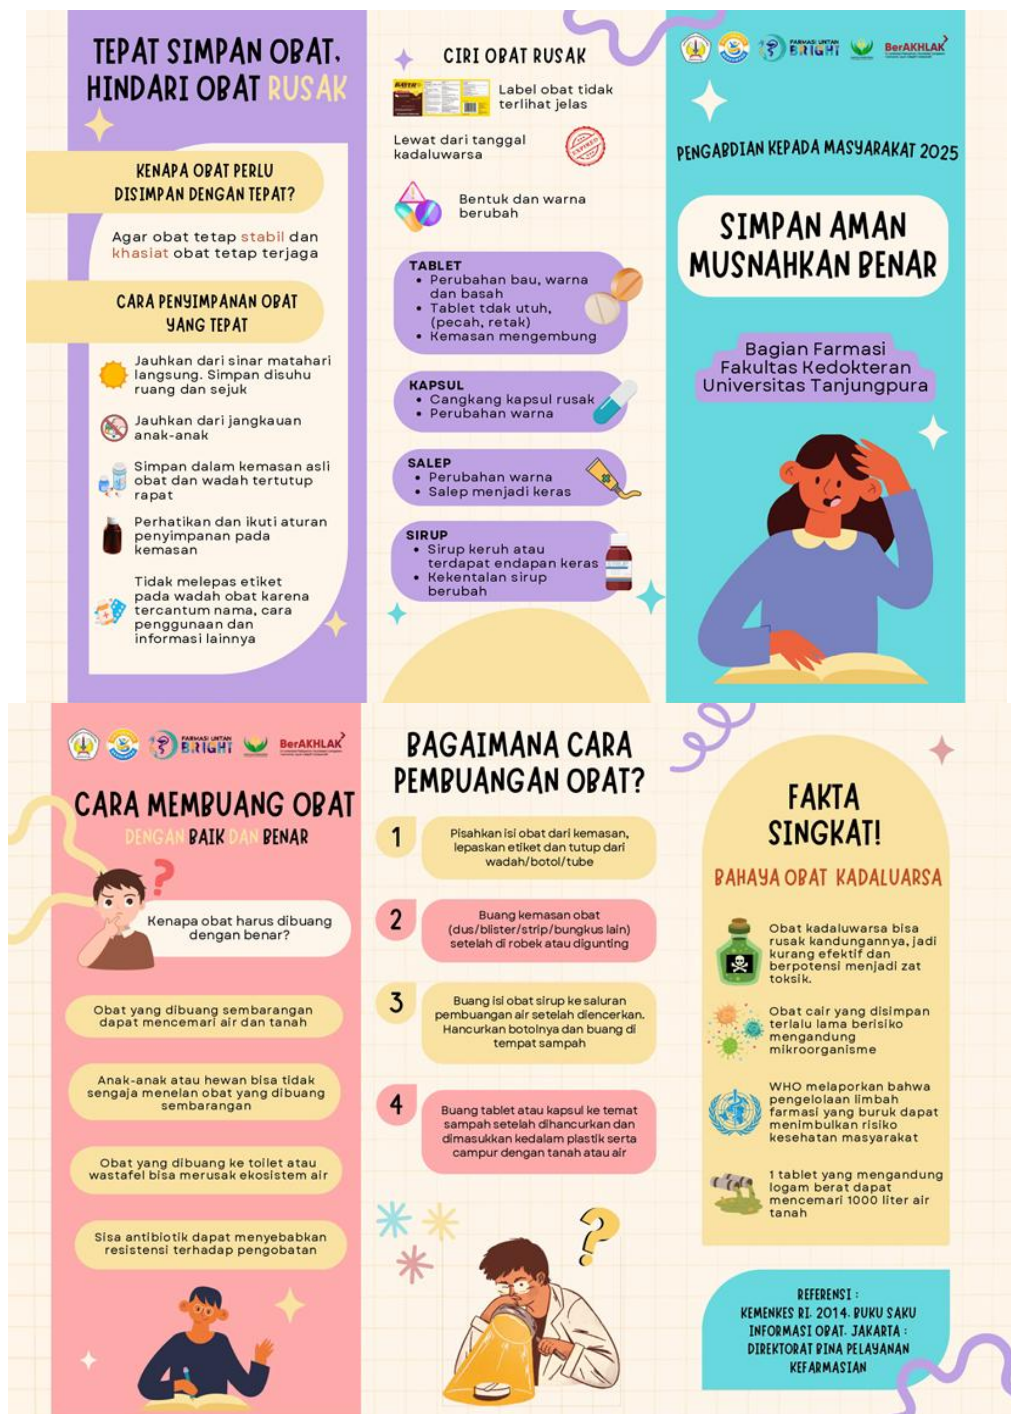 TEPAT SIMPAN OBAT,
HINDARI OBAT RUSAK
KENAPA OBAT PERLU
DISIMPAN DENGAN TEPAT?
Agar obat tetap stabil dan
khasiat obat tetap terjaga
CARA PENYIMPANAN OBAT
YANG TEPAT
Jauhkan dari sinar matahari
langsung. Simpan disuhu
ruang dan sejuk
Jauhkan dari jangkauan
anak-anak
Simpan dalam kemasan asli
obat dan wadah tertutup
rapat
Perhatikan dan ikuti aturan
penyimpanan pada
kemasan
Tidak melepas etiket
pada wadah obat karena
tercantum nama, cara
penggunaan dan
informasi lainnya
CIRI OBAT RUSAK
Label obat tidak
terlihat jelas
Lewat dari tanggal
kadaluwarsa
EXPIRED
Bentuk dan warna
berubah
TABLET
• Perubahan bau, warna
dan basah
• Tablet tdak utuh,
(pecah, retak)
• Kemasan mengembung
KAPSUL
• Cangkang kapsul rusak
• Perubahan warna
SALEP
• Perubahan warna
• Salep menjadi keras
SIRUP
• Sirup keruh atau
terdapat endapan keras
• Kekentalan sirup
berubah
FARMASI UNTAN
BRIGHT
BerAKHLAK
PENGABDIAN KEPADA MASYARAKAT 2025
SIMPAN AMAN
MUSNAHKAN BENAR
Bagian Farmasi
Fakultas Kedokteran
Universitas Tanjungpura
FARMASI UNTAN
BRIGHT
BerAKHLAK
CARA MEMBUANG OBAT
DENGAN BAIK DAN BENAR
?
Kenapa obat harus dibuang
dengan benar?
Obat yang dibuang sembarangan
dapat mencemari air dan tanah
Anak-anak atau hewan bisa tidak
sengaja menelan obat yang dibuang
sembarangan
Obat yang dibuang ke toilet atau
wastafel bisa merusak ekosistem air
Sisa antibiotik dapat menyebabkan
resistensi terhadap pengobatan
BAGAIMANA CARA
PEMBUANGAN OBAT?
1
Pisahkan isi obat dari kemasan,
lepaskan etiket dan tutup dari
wadah/botol/tube
2
Buang kemasan obat
(dus/blister/strip/bungkus lain)
setelah di robek atau digunting
3
Buang isi obat sirup ke saluran
pembuangan air setelah diencerkan.
Hancurkan botolnya dan buang di
tempat sampah
4
Buang tablet atau kapsul ke temat
sampah setelah dihancurkan dan
dimasukkan kedalam plastik serta
campur dengan tanah atau air
?
FAKTA
SINGKAT!
BAHAYA OBAT KADALUARSA
Obat kadaluwarsa bisa
rusak kandungannya, jadi
kurang efektif dan
berpotensi menjadi zat
toksik.
Obat cair yang disimpan
terlalu lama berisiko
mengandung
mikroorganisme
WHO melaporkan bahwa
pengelolaan limbah
farmasi yang buruk dapat
menimbulkan risiko
kesehatan masyarakat
1 tablet yang mengandung
logam berat dapat
mencemari 1000 liter air
tanah
REFERENSI :
KEMENKES RI. 2014. BUKU SAKU
INFORMASI OBAT. JAKARTA :
DIREKTORAT BINA PELAYANAN
KEFARMASIAN